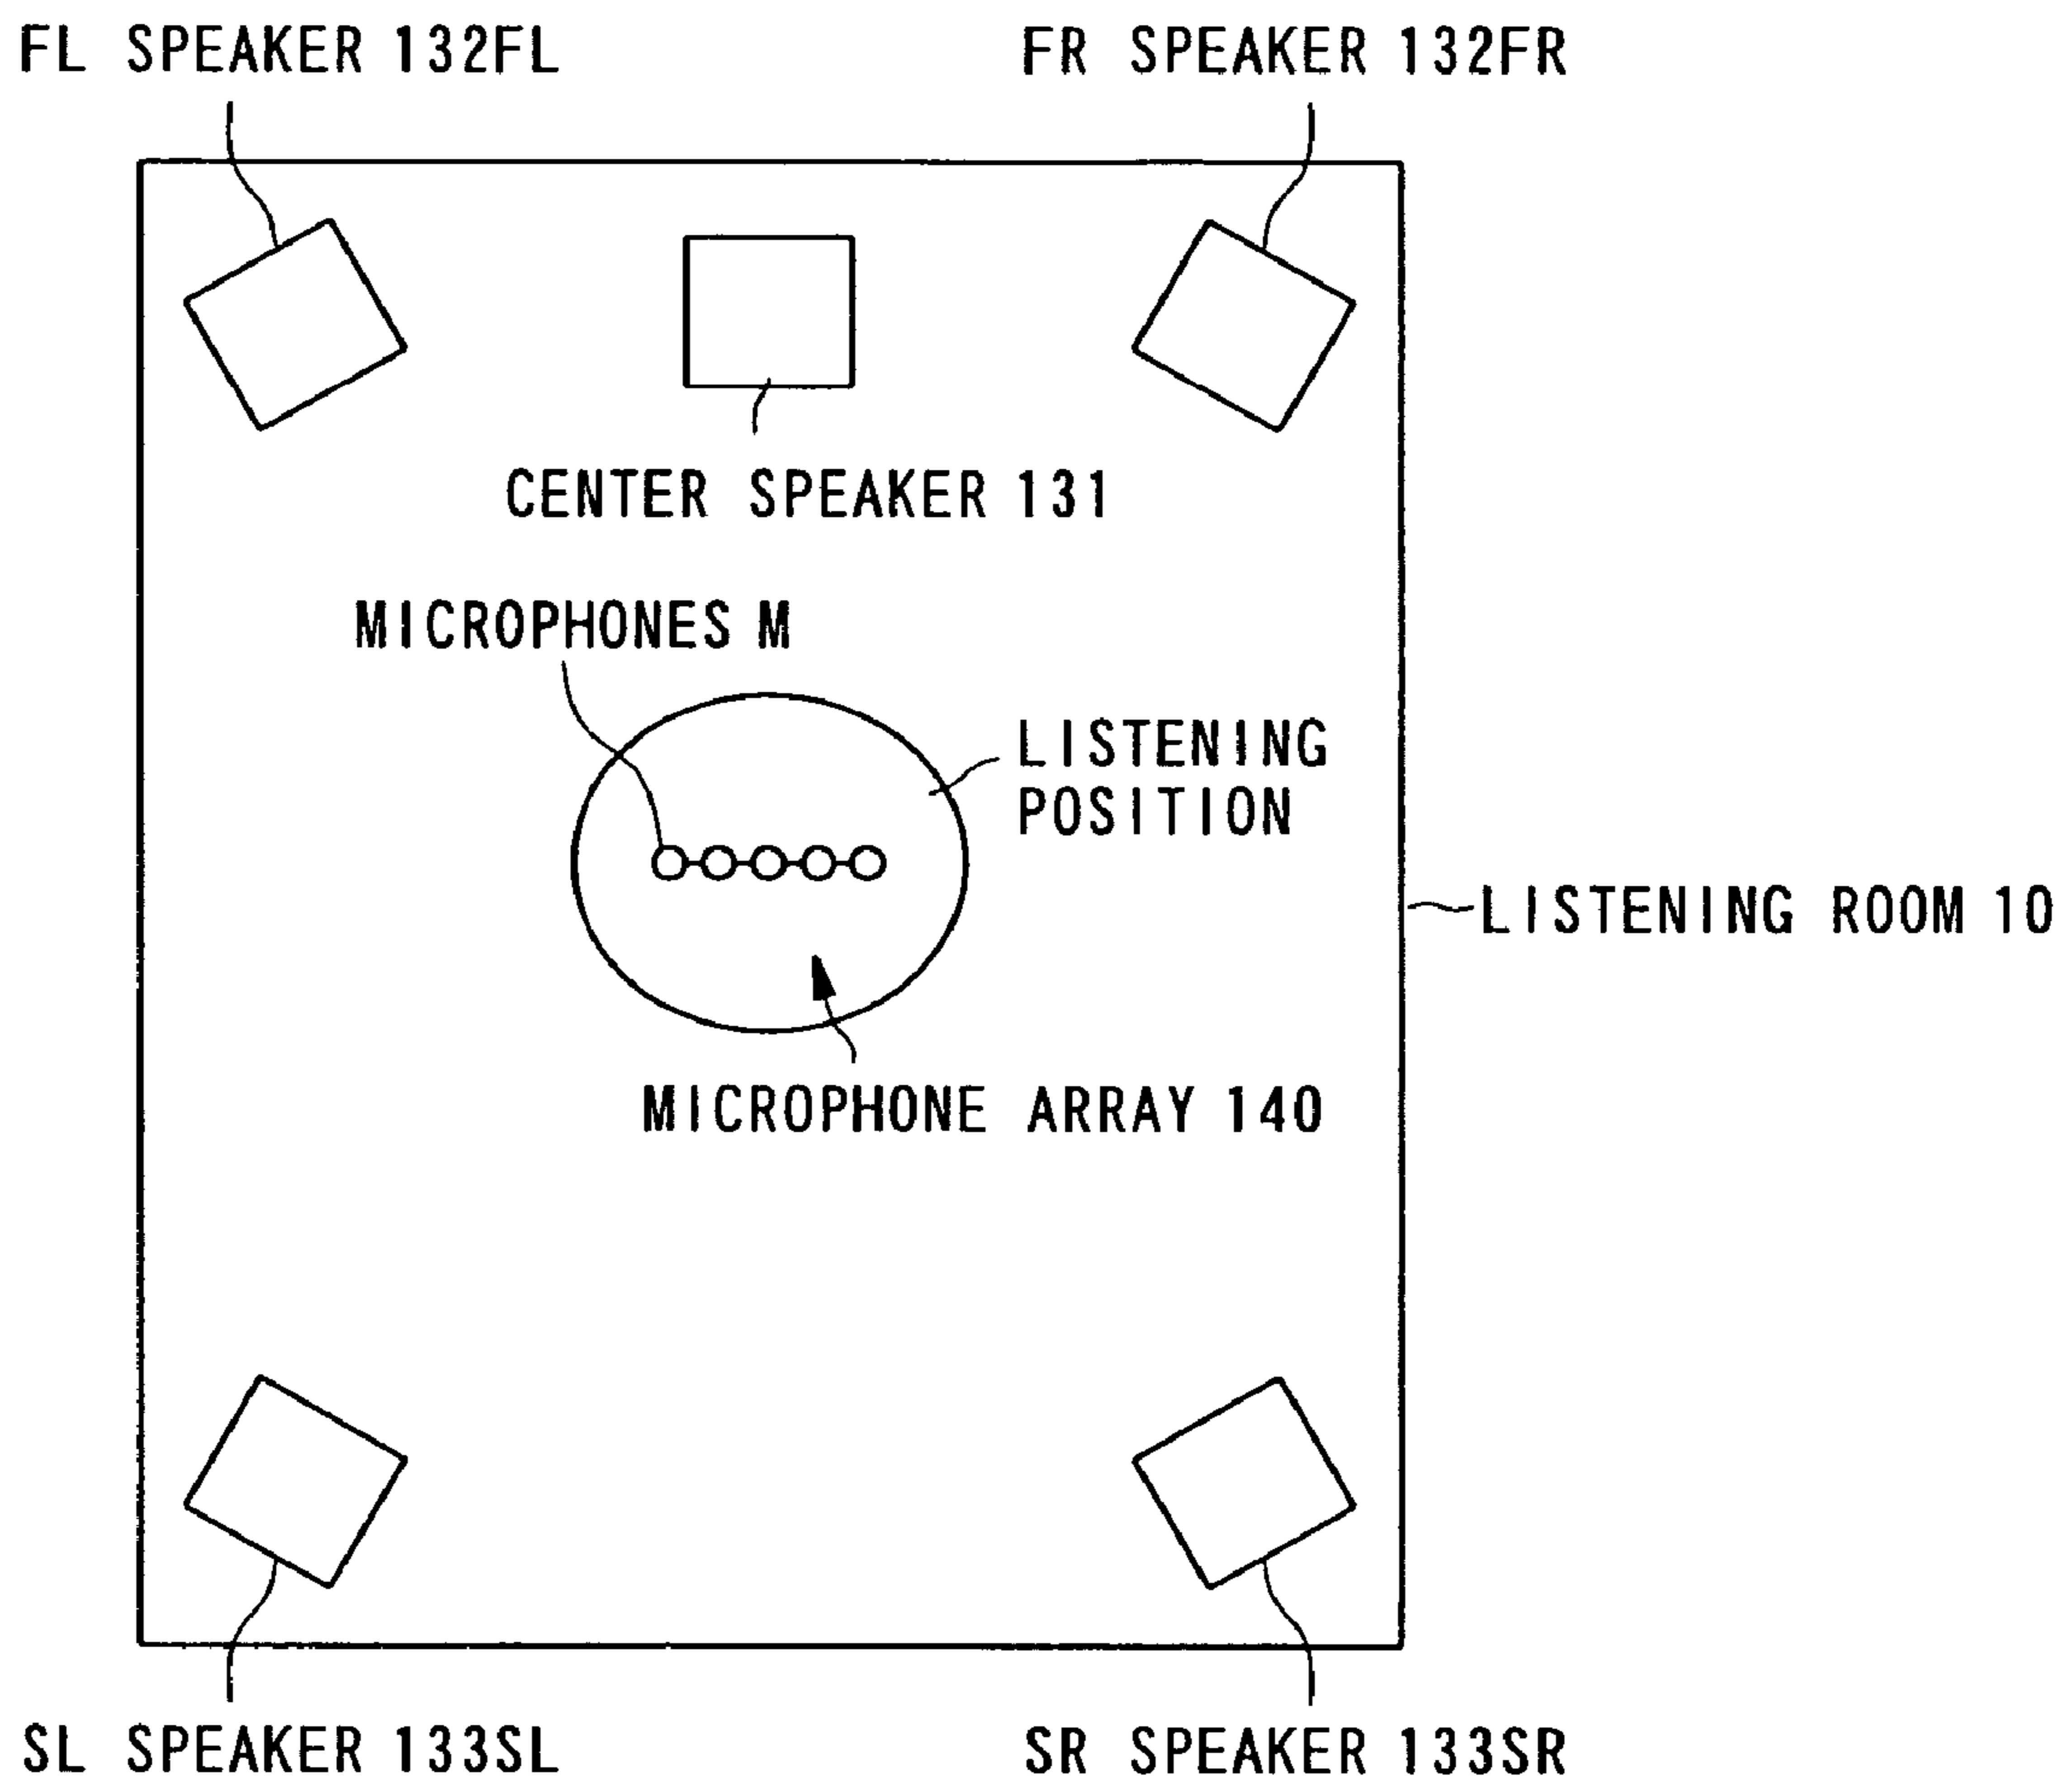 FL SPEAKER 132FL
FR SPEAKER 132FR
CENTER SPEAKER 131
MICROPHONES M
LISTENING
POSITION
LISTENING ROOM 10
MICROPHONE ARRAY 140
SL SPEAKER 133SL
SR SPEAKER 133SR